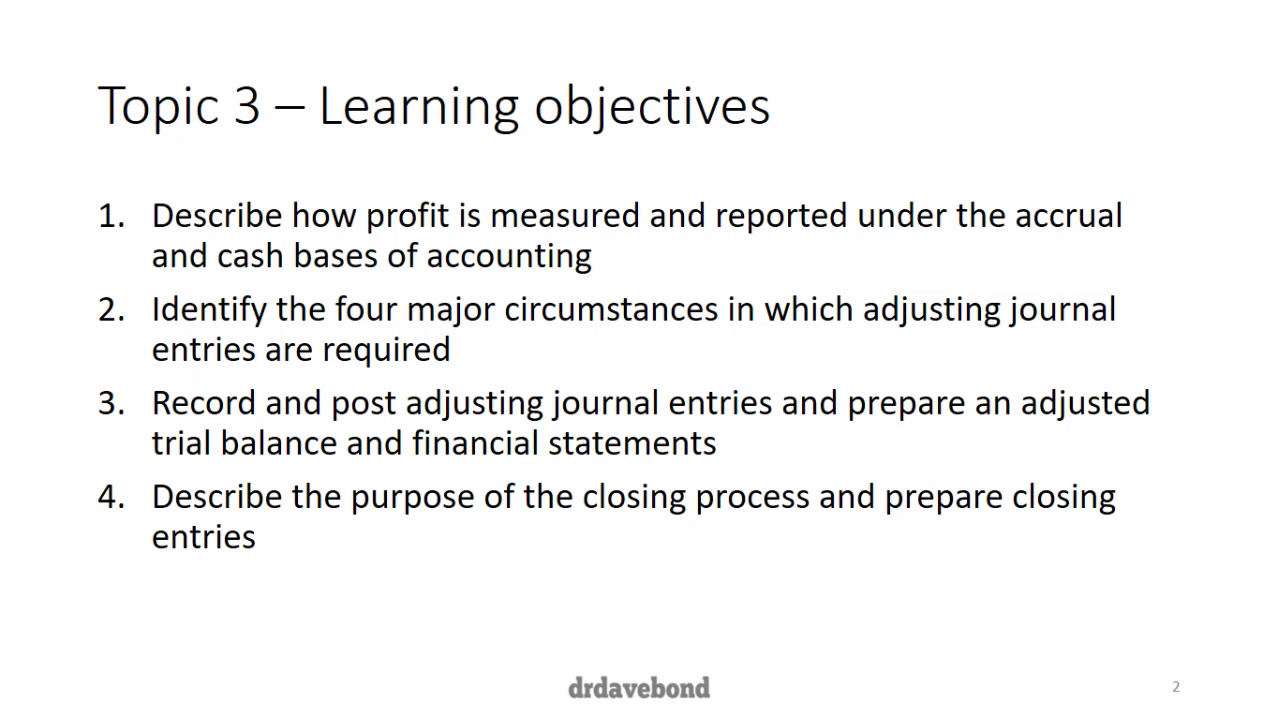 Topic 3 – Learning objectives
1. Describe how profit is measured and reported under the accrual
and cash bases of accounting
2. Identify the four major circumstances in which adjusting journal
entries are required
3. Record and post adjusting journal entries and prepare an adjusted
trial balance and financial statements
4. Describe the purpose of the closing process and prepare closing
entries
drdavebond
2